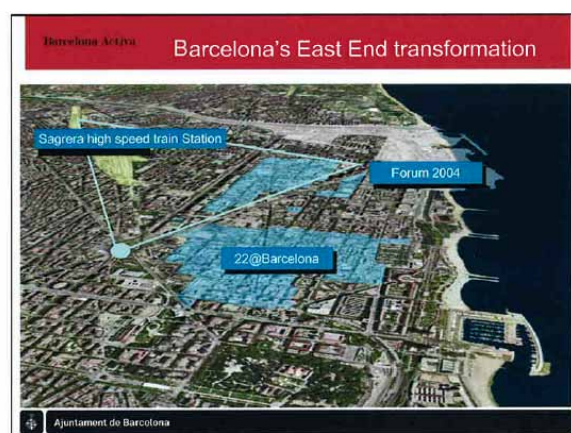 Barcelona Activa
Barcelona's East End transformation
Sagrera high speed train Station
Forum 2004
22@Barcelona
Ajuntament de Barcelona